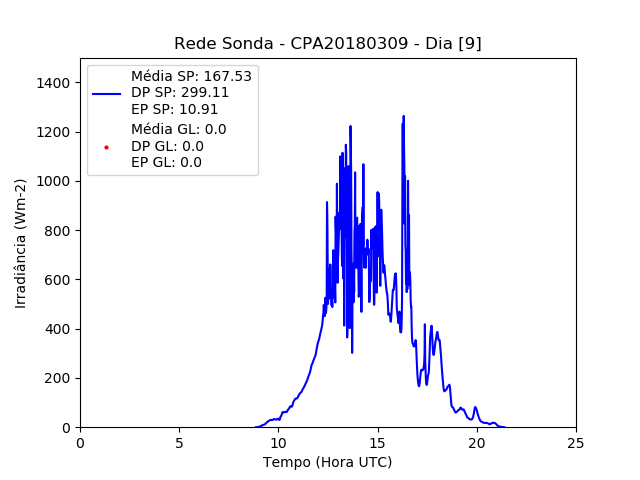 Rede Sonda - CPA20180309 - Dia [9]
Média SP: 167.53
DP SP: 299.11
EP SP: 10.91
Média GL: 0.0
DP GL: 0.0
EP GL: 0.0
Irradiância (Wm-2)
1400
1200
1000
800
600
400
200
0
0 5 10 15 20 25
Tempo (Hora UTC)